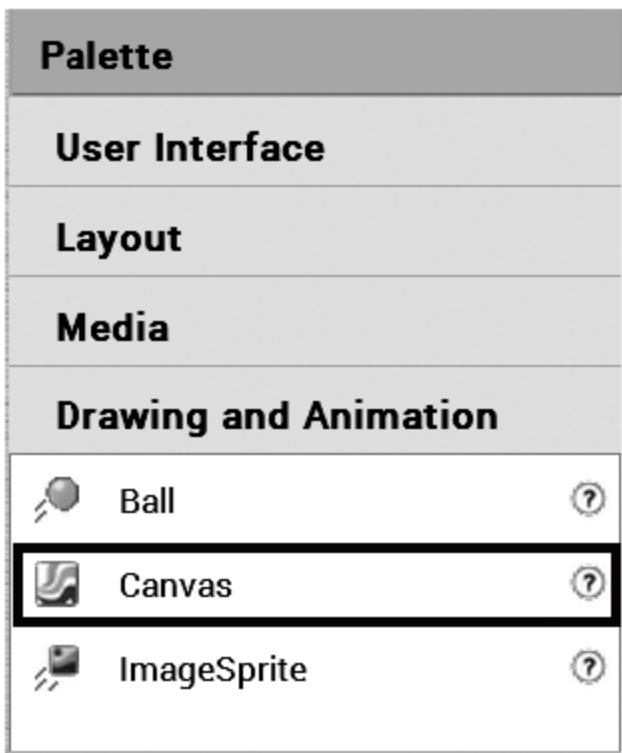 Palette
User Interface
Layout
Media
Drawing and Animation
Ball ?
Canvas ?
ImageSprite ?